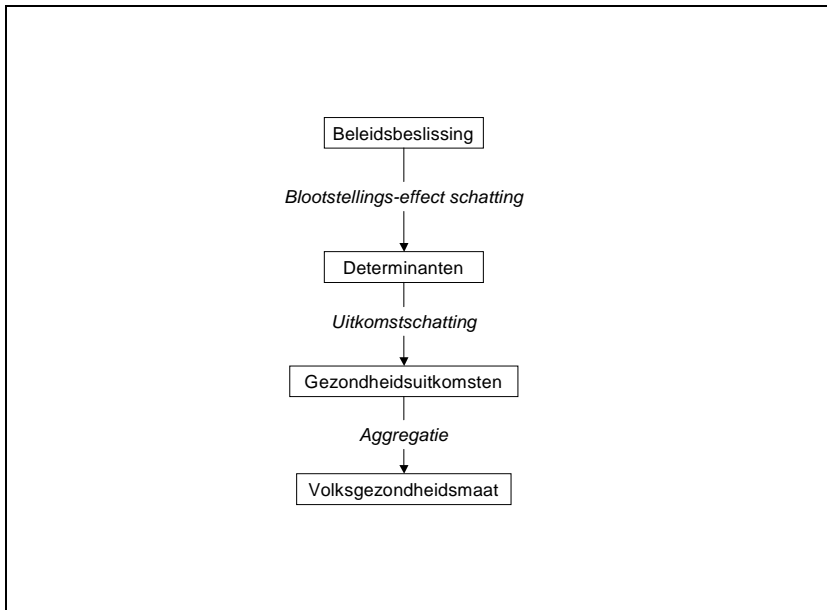 Beleidsbeslissing
Blootstellings-effect schatting
Determinanten
Uitkomstschatting
Gezondheidsuitkomsten
Aggregatie
Volksgezondheidsmaat